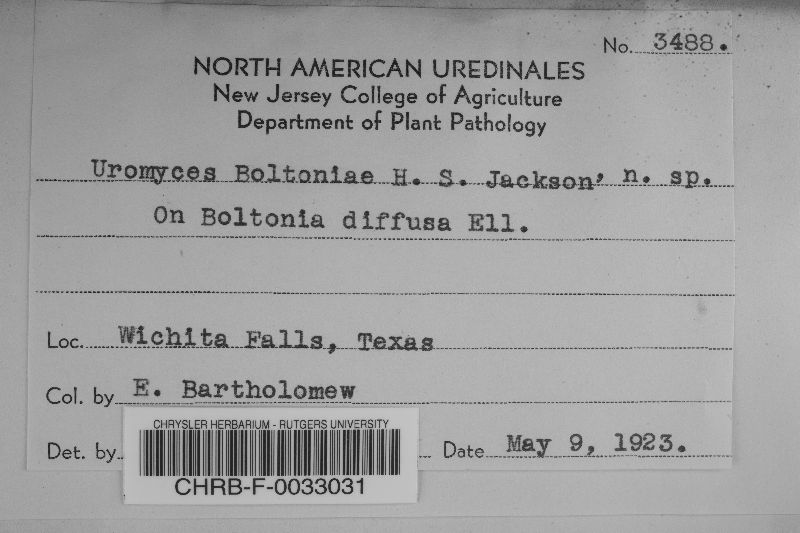 No. 3488.
NORTH AMERICAN UREDINALES
New Jersey College of Agriculture
Department of Plant Pathology
Uromyces Boltoniae H. S. Jackson, n. sp.
On Boltonia diffusa Ell.
Loc. Wichita Falls, Texas
Col. by E. Bartholomew
Det. by Date May 9, 1923.
CHRYSLER HERBARIUM - RUTGERS UNIVERSITY
CHRB-F-0033031